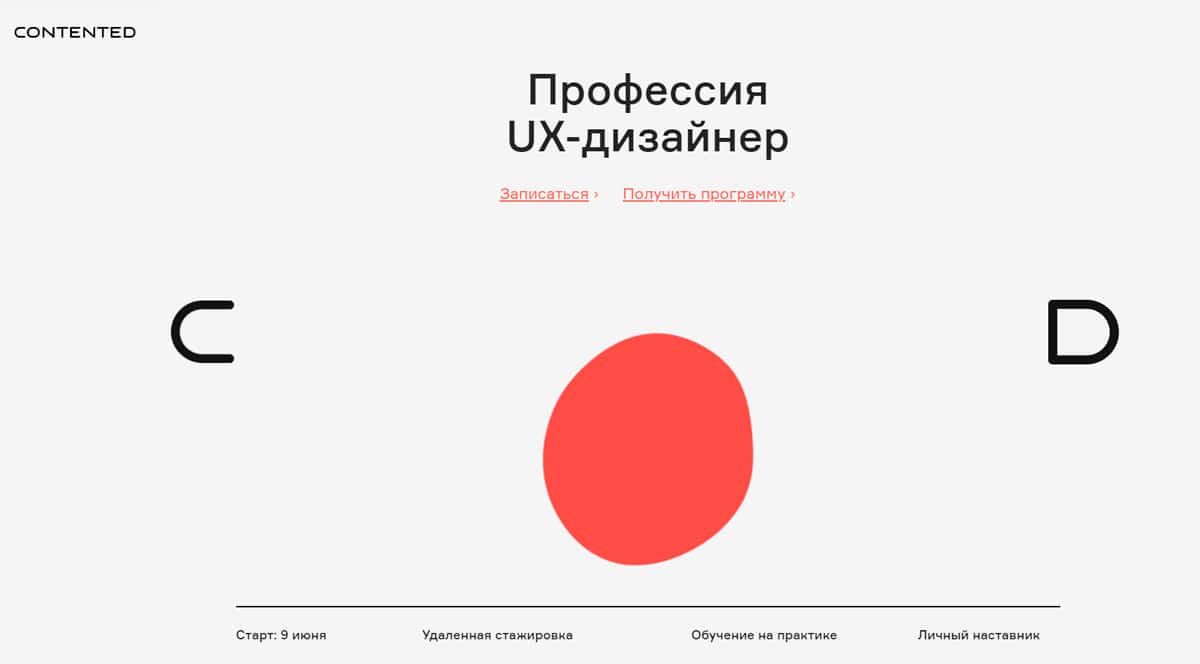 CONTENTED
Профессия
UX-дизайнер
Записаться › Получить программу ›
C D
Старт: 9 июня Удаленная стажировка Обучение на практике Личный наставник